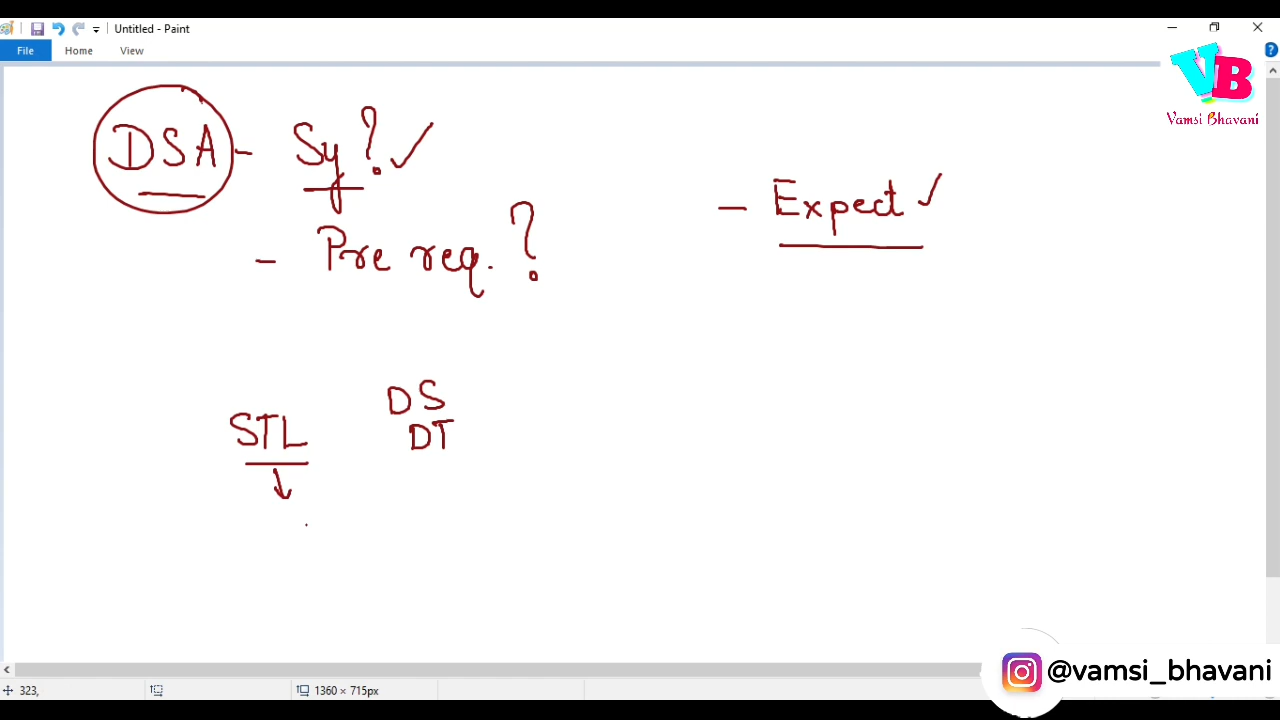 Untitled - Paint
File Home View
VB
Vamsi Bhavani
DSA - Sy? ✓
- Expect ✓
- Pre req. ?
DS
STL
DT
↓
323,
1360 × 715px
@vamsi_bhavani